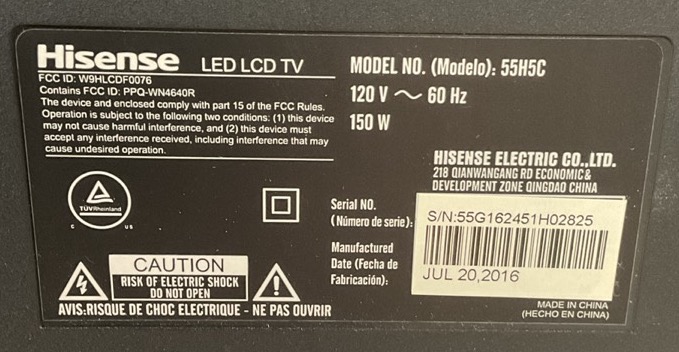 Hisense LED LCD TV
FCC ID: W9HLCDF0076
Contains FCC ID: PPQ-WN4640R
The device and enclosed comply with part 15 of the FCC Rules.
Operation is subject to the following two conditions: (1) this device
may not cause harmful interference, and (2) this device must
accept any interference received, including interference that may
cause undesired operation.
MODEL NO. (Modelo): 55H5C
120 V ～ 60 Hz
150 W
HISENSE ELECTRIC CO.,LTD.
218 QIANWANGANG RD ECONOMIC&
DEVELOPMENT ZONE QINGDAO CHINA
TÜVRheinland
C US
Serial NO.
(Número de serie):
S/N:55G162451H02825
Manufactured
Date (Fecha de
Fabricación):
JUL 20,2016
CAUTION
RISK OF ELECTRIC SHOCK
DO NOT OPEN
AVIS:RISQUE DE CHOC ELECTRIQUE - NE PAS OUVRIR
MADE IN CHINA
(HECHO EN CHINA)